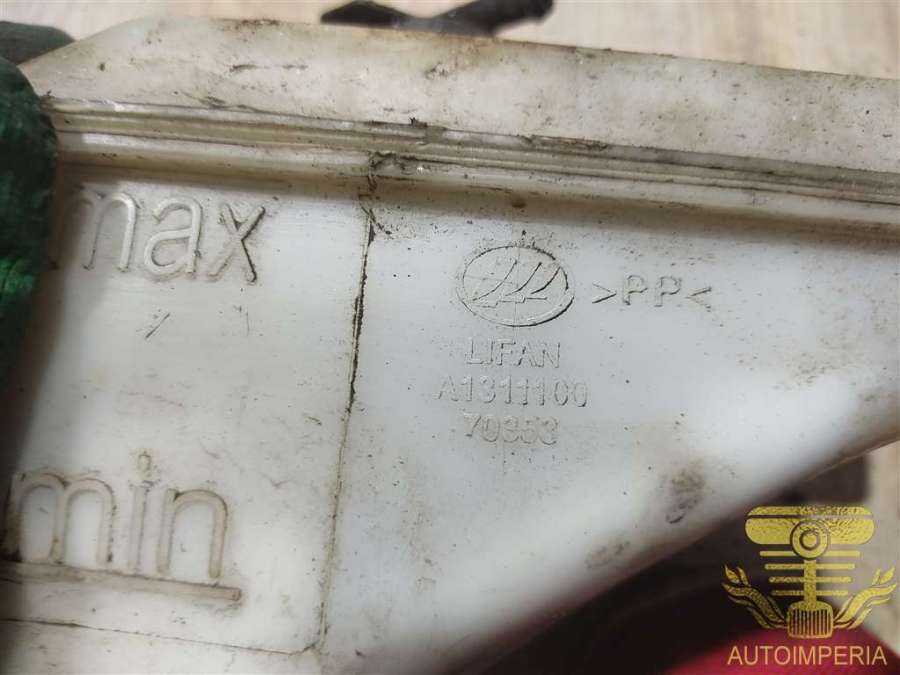 max
>PP<
LIFAN
A1311100
70353
min
AUTOIMPERIA